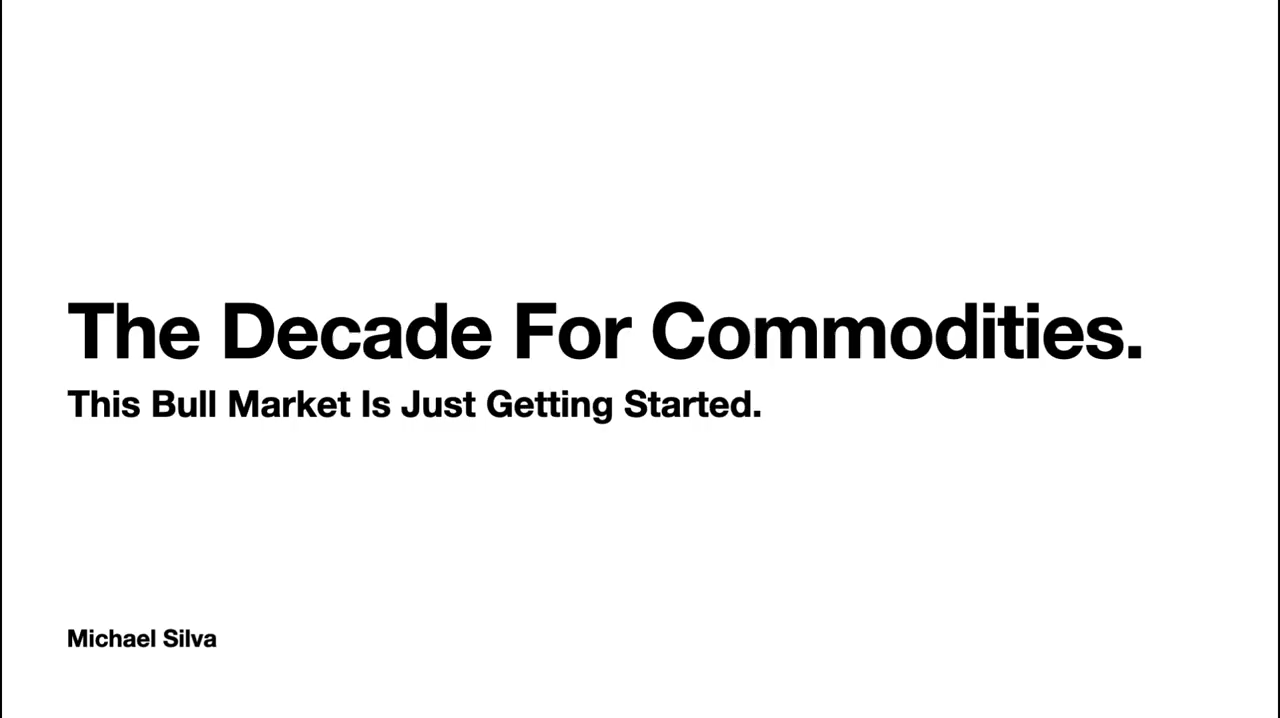 The Decade For Commodities.
This Bull Market Is Just Getting Started.
Michael Silva